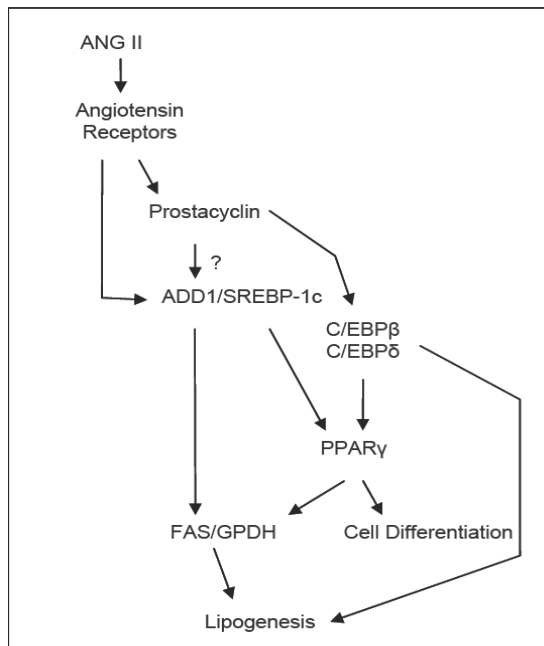 ANG II
Angiotensin
Receptors
Prostacyclin
?
ADD1/SREBP-1c
C/EBPβ
C/EBPδ
PPARγ
FAS/GPDH
Cell Differentiation
Lipogenesis